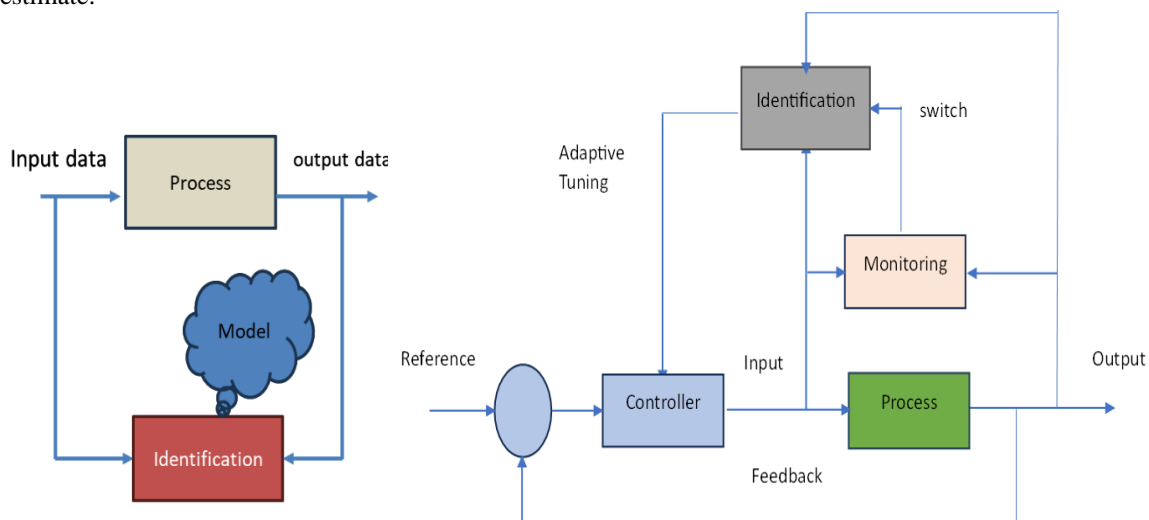 estimate.
Input data
Process
output data
Model
Identification
Identification
switch
Adaptive
Tuning
Monitoring
Reference
Controller
Input
Process
Output
Feedback